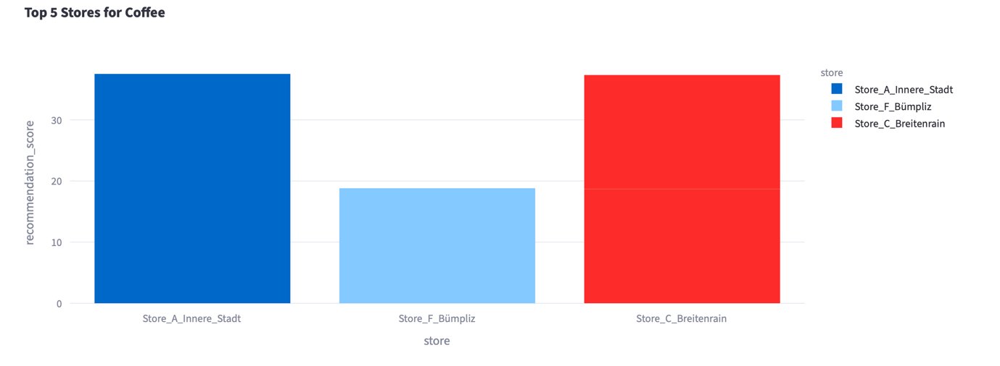 Top 5 Stores for Coffee
store
Store_A_Innere_Stadt
Store_F_Bümpliz
Store_C_Breitenrain
recommendation_score
30
20
10
0
Store_A_Innere_Stadt
Store_F_Bümpliz
Store_C_Breitenrain
store